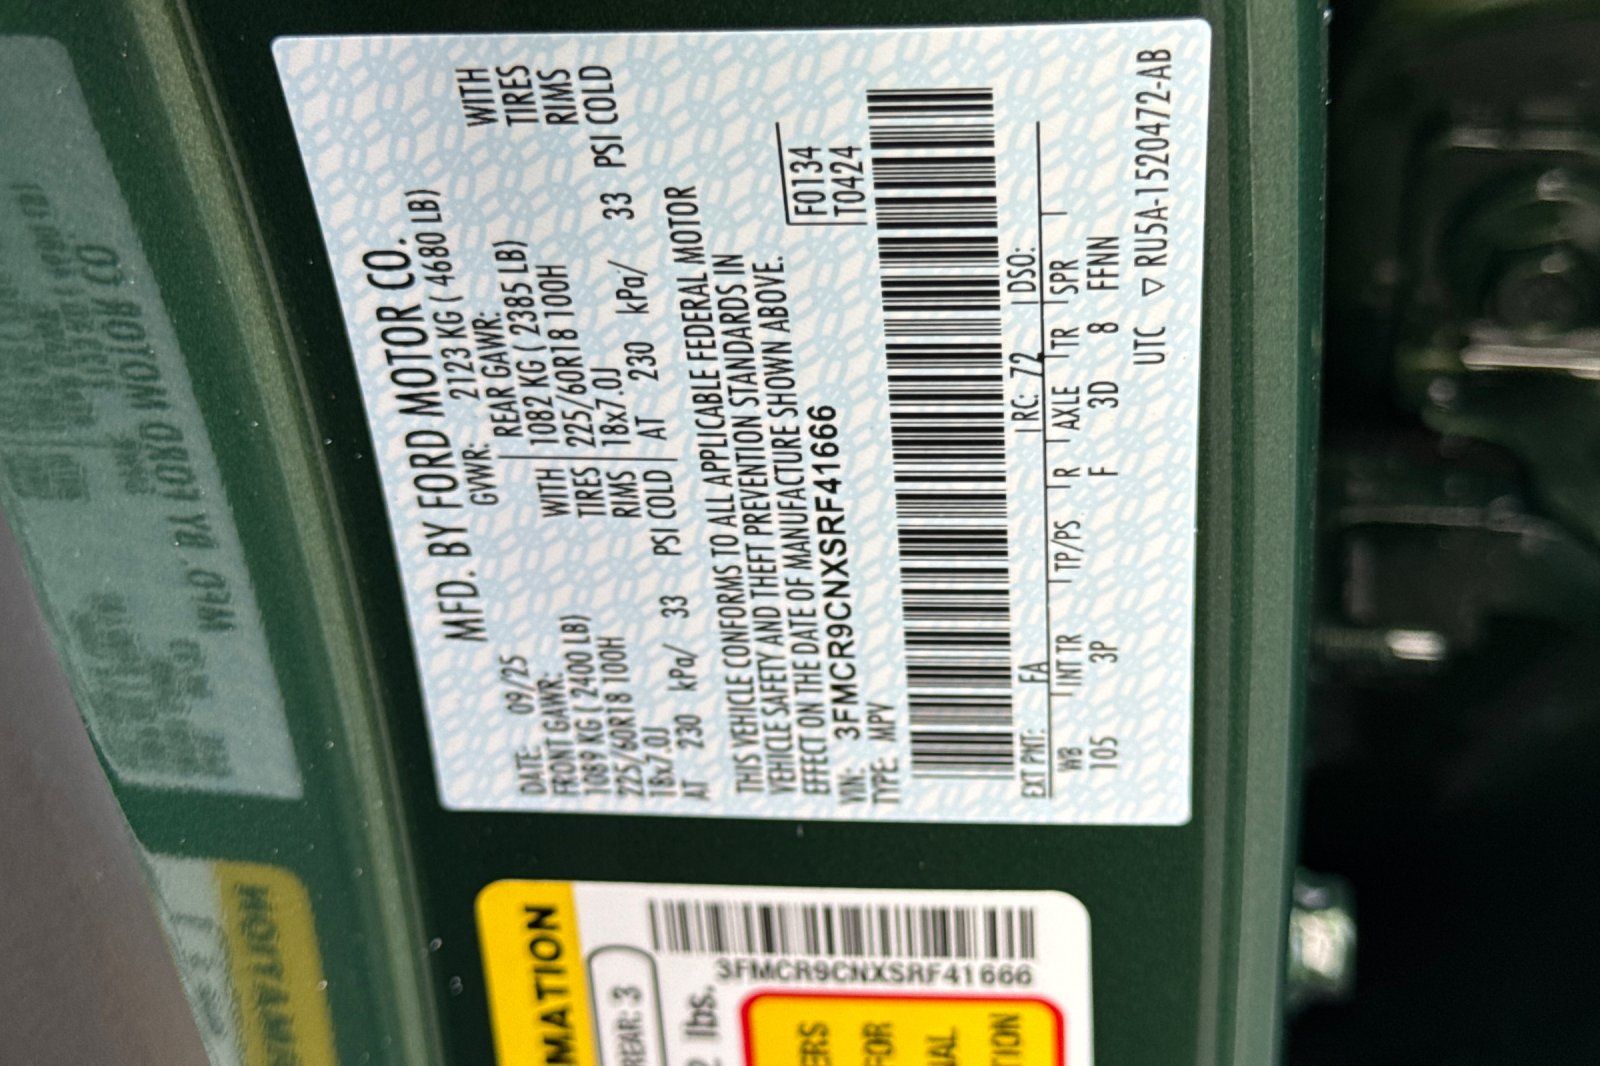 MFD. BY FORD MOTOR CO.
DATE: 09/25 GVWR: 2123 KG ( 4680 LB)
FRONT GAWR: REAR GAWR:
1089 KG ( 2400 LB) WITH 1082 KG ( 2385 LB) WITH
225/60R18 100H TIRES 225/60R18 100H TIRES
18x7.0J RIMS 18x7.0J RIMS
AT 230 kPa/ 33 PSI COLD AT 230 kPa/ 33 PSI COLD
THIS VEHICLE CONFORMS TO ALL APPLICABLE FEDERAL MOTOR
VEHICLE SAFETY AND THEFT PREVENTION STANDARDS IN
EFFECT ON THE DATE OF MANUFACTURE SHOWN ABOVE.
VIN: 3FMCR9CNXSRF41666 F0134
TYPE: MPV T0424
EXT PNT: FA RC: 72 DSO:
WB INT TR TP/PS R AXLE TR SPR
105 3P F 3D 8 FFNN
UTC ▽ RU5A-1520472-AB
MATION
REAR: 3
2 lbs.
3FMCR9CNXSRF41666
ERS
FOR
UAL
TION